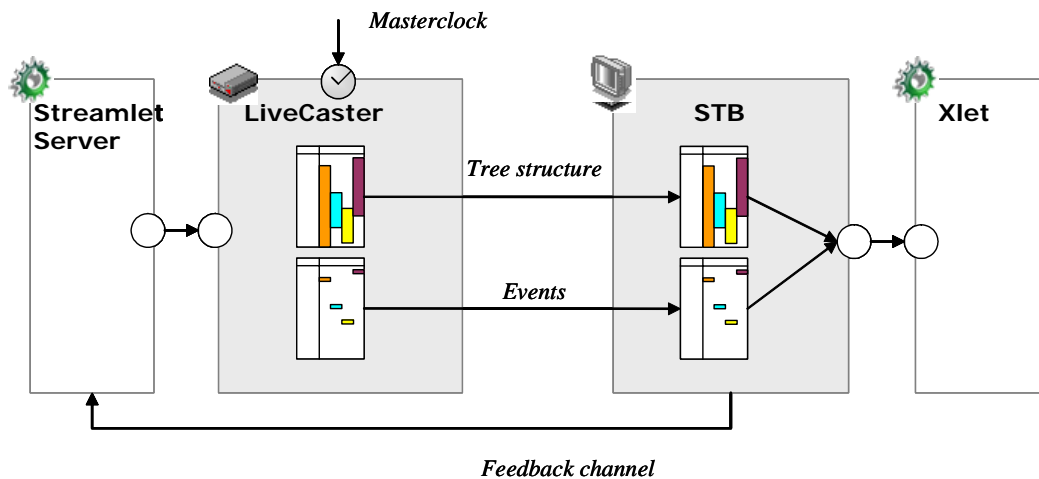 Masterclock
Streamlet
Server
LiveCaster
STB
Xlet
Tree structure
Events
Feedback channel